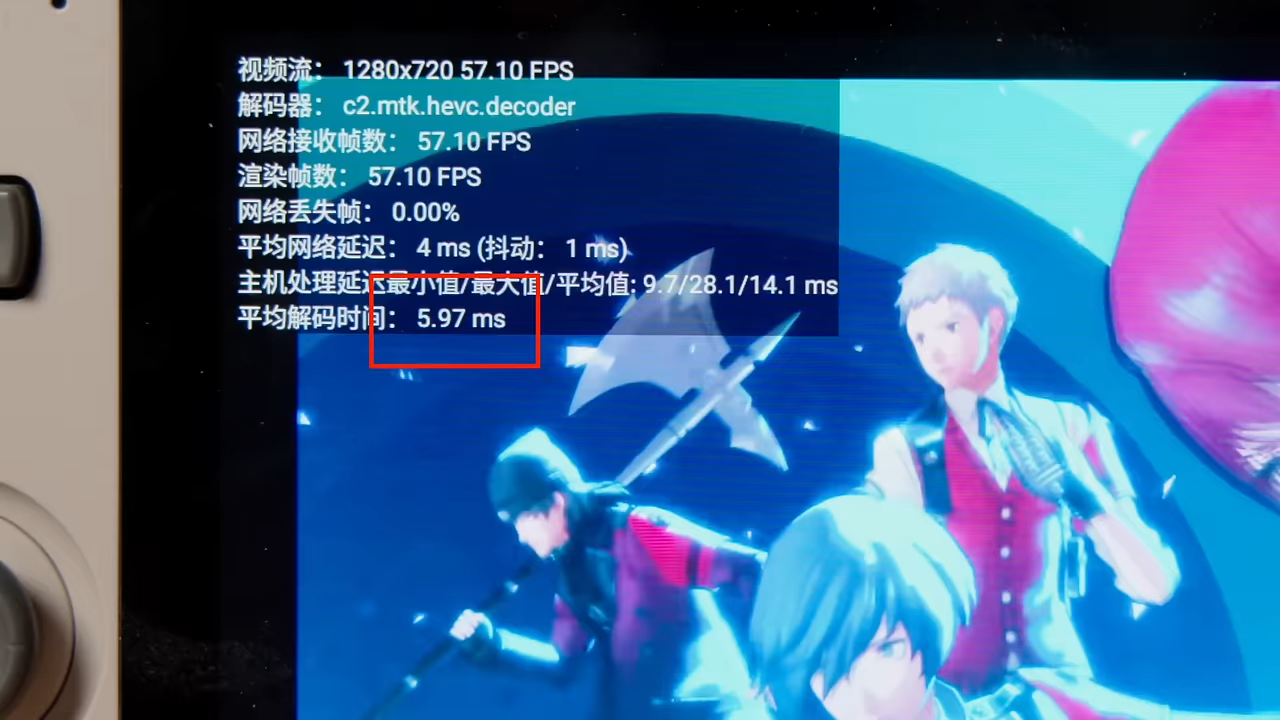 视频流： 1280x720 57.10 FPS
解码器： c2.mtk.hevc.decoder
网络接收帧数： 57.10 FPS
渲染帧数： 57.10 FPS
网络丢失帧： 0.00%
平均网络延迟： 4 ms (抖动： 1 ms)
主机处理延迟最小值/最大值/平均值: 9.7/28.1/14.1 ms
平均解码时间： 5.97 ms